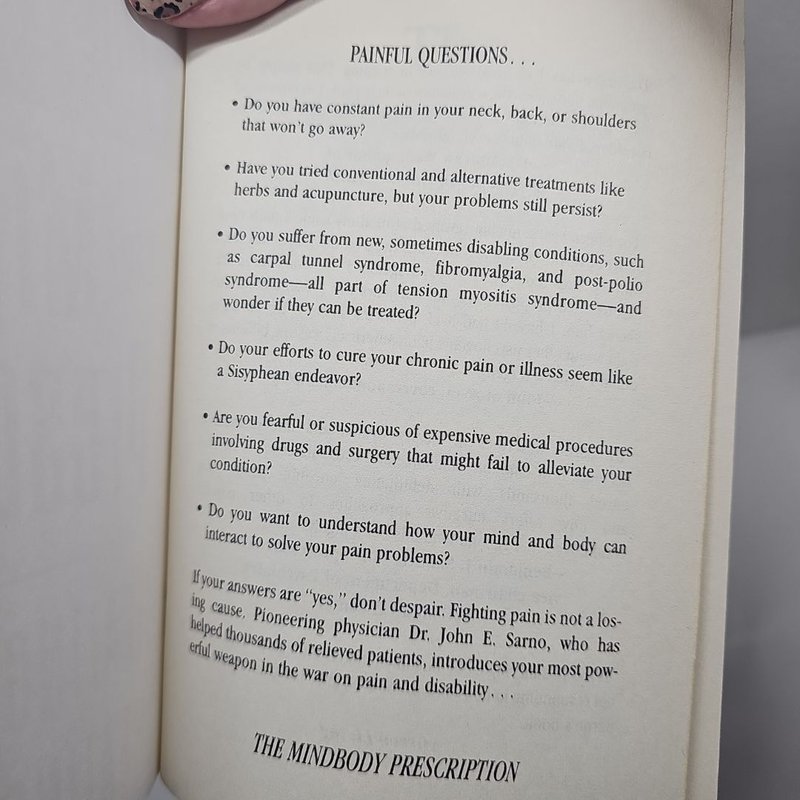 PAINFUL QUESTIONS...
• Do you have constant pain in your neck, back, or shoulders
that won't go away?
• Have you tried conventional and alternative treatments like
herbs and acupuncture, but your problems still persist?
• Do you suffer from new, sometimes disabling conditions, such
as carpal tunnel syndrome, fibromyalgia, and post-polio
syndrome—all part of tension myositis syndrome—and
wonder if they can be treated?
• Do your efforts to cure your chronic pain or illness seem like
a Sisyphean endeavor?
• Are you fearful or suspicious of expensive medical procedures
involving drugs and surgery that might fail to alleviate your
condition?
• Do you want to understand how your mind and body can
interact to solve your pain problems?
If your answers are "yes," don't despair. Fighting pain is not a los-
ing cause. Pioneering physician Dr. John E. Sarno, who has
helped thousands of relieved patients, introduces your most pow-
erful weapon in the war on pain and disability...
THE MINDBODY PRESCRIPTION